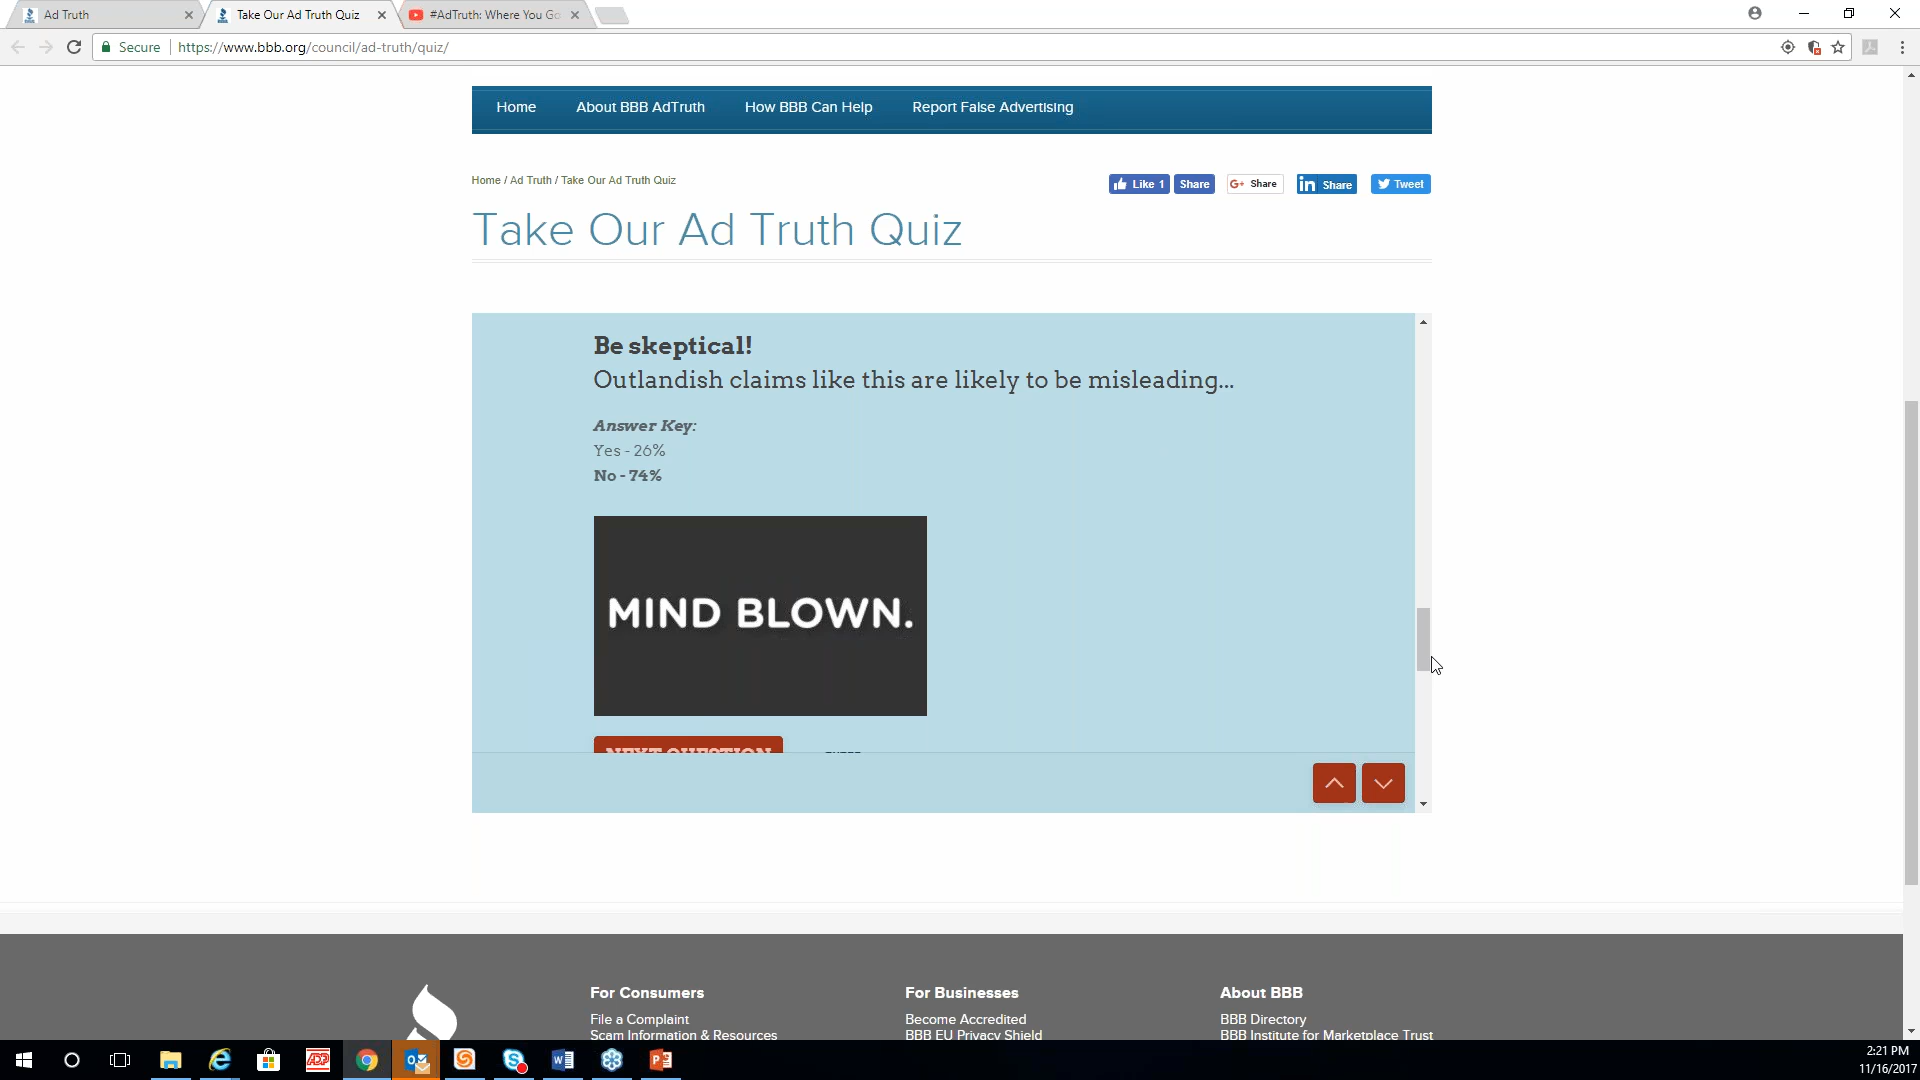 Ad Truth
Take Our Ad Truth Quiz
#AdTruth: Where You Go
Secure
https://www.bbb.org/council/ad-truth/quiz/
Home About BBB AdTruth How BBB Can Help Report False Advertising
Home / Ad Truth / Take Our Ad Truth Quiz
Like 1 Share G+ Share in Share Tweet
Take Our Ad Truth Quiz
Be skeptical!
Outlandish claims like this are likely to be misleading...
Answer Key:
Yes - 26%
No - 74%
MIND BLOWN.
NEXT QUESTION
For Consumers
File a Complaint
Scam Information & Resources
For Businesses
Become Accredited
BBB EU Privacy Shield
About BBB
BBB Directory
BBB Institute for Marketplace Trust
ADP
2:21 PM
11/16/2017